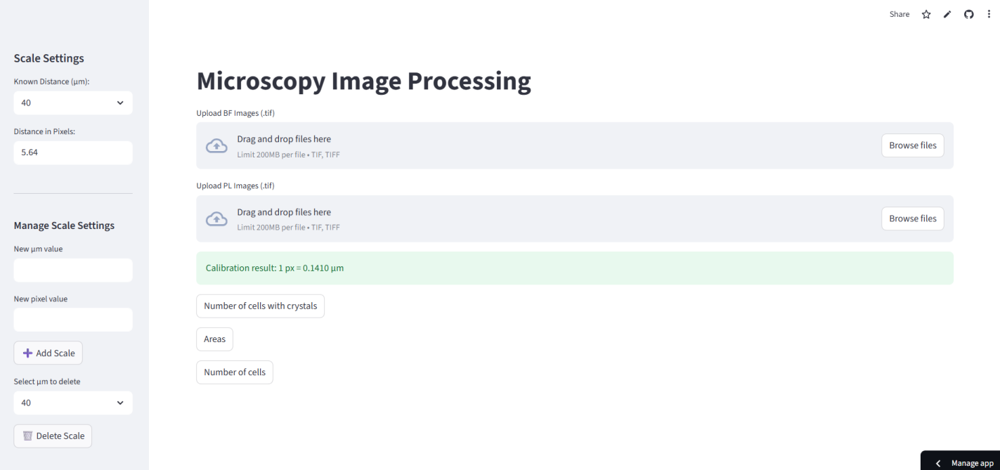 Share
Scale Settings
Known Distance (µm):
40
Distance in Pixels:
5.64
Manage Scale Settings
New µm value
New pixel value
Add Scale
Select µm to delete
40
Delete Scale
Microscopy Image Processing
Upload BF Images (.tif)
Drag and drop files here
Limit 200MB per file • TIF, TIFF
Browse files
Upload PL Images (.tif)
Drag and drop files here
Limit 200MB per file • TIF, TIFF
Browse files
Calibration result: 1 px = 0.1410 µm
Number of cells with crystals
Areas
Number of cells
Manage app